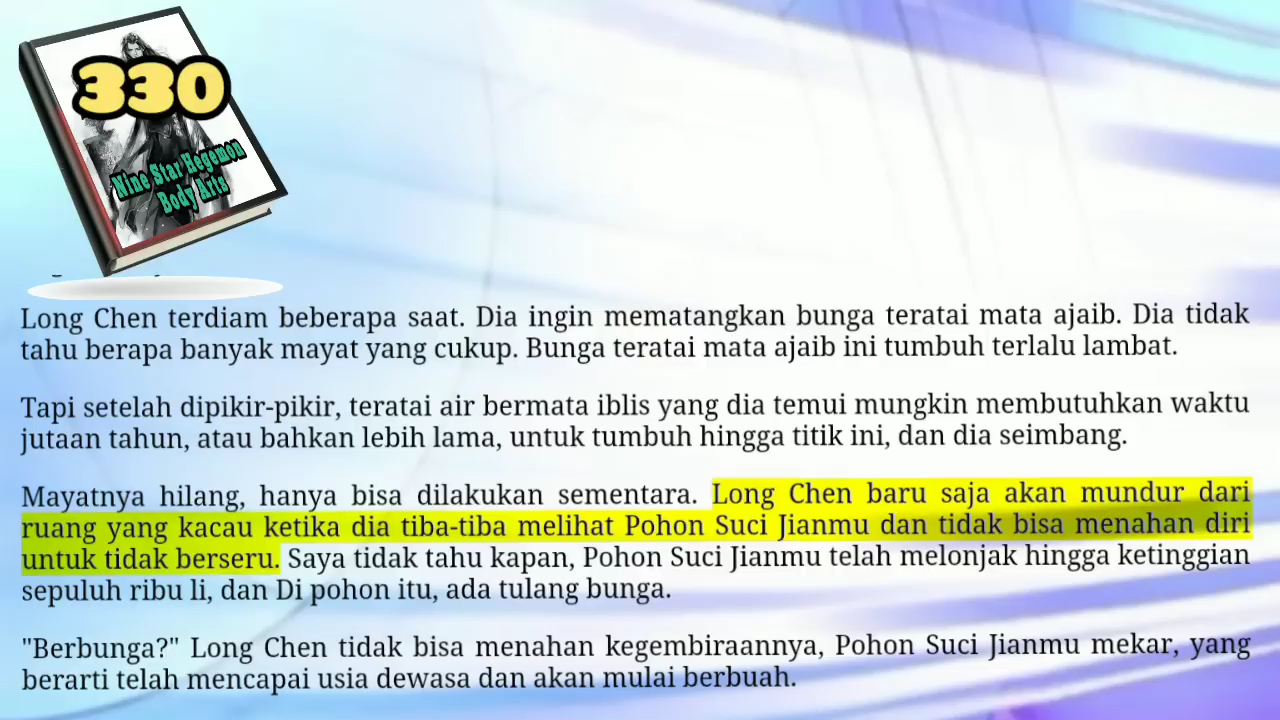 330
Nine Star Hegemon
Body Arts
Long Chen terdiam beberapa saat. Dia ingin mematangkan bunga teratai mata ajaib. Dia tidak
tahu berapa banyak mayat yang cukup. Bunga teratai mata ajaib ini tumbuh terlalu lambat.
Tapi setelah dipikir-pikir, teratai air bermata iblis yang dia temui mungkin membutuhkan waktu
jutaan tahun, atau bahkan lebih lama, untuk tumbuh hingga titik ini, dan dia seimbang.
Mayatnya hilang, hanya bisa dilakukan sementara. Long Chen baru saja akan mundur dari
ruang yang kacau ketika dia tiba-tiba melihat Pohon Suci Jianmu dan tidak bisa menahan diri
untuk tidak berseru. Saya tidak tahu kapan, Pohon Suci Jianmu telah melonjak hingga ketinggian
sepuluh ribu li, dan Di pohon itu, ada tulang bunga.
"Berbunga?" Long Chen tidak bisa menahan kegembiraannya, Pohon Suci Jianmu mekar, yang
berarti telah mencapai usia dewasa dan akan mulai berbuah.